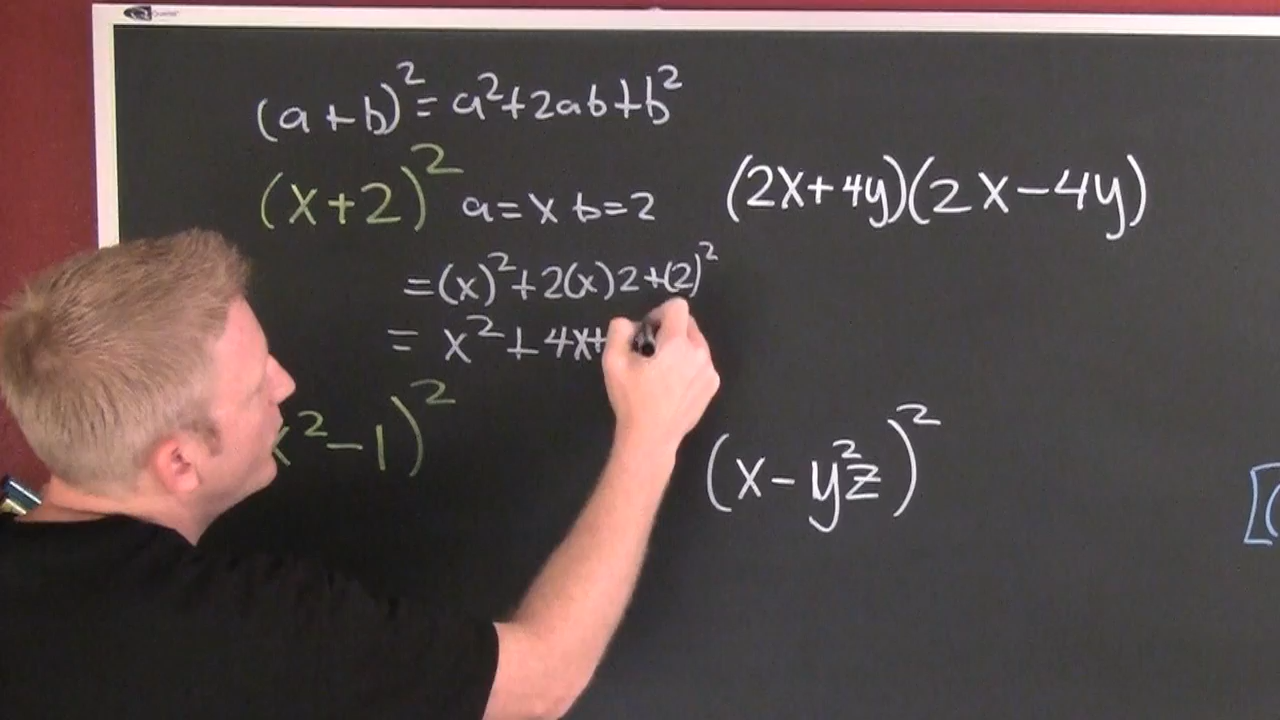 (a+b)²=a²+2ab+b²
(x+2)² a=x b=2
=(x)²+2(x)2+(2)²
= x²+4x+
x²-1)²
(2x+4y)(2x-4y)
(x-y²z)²